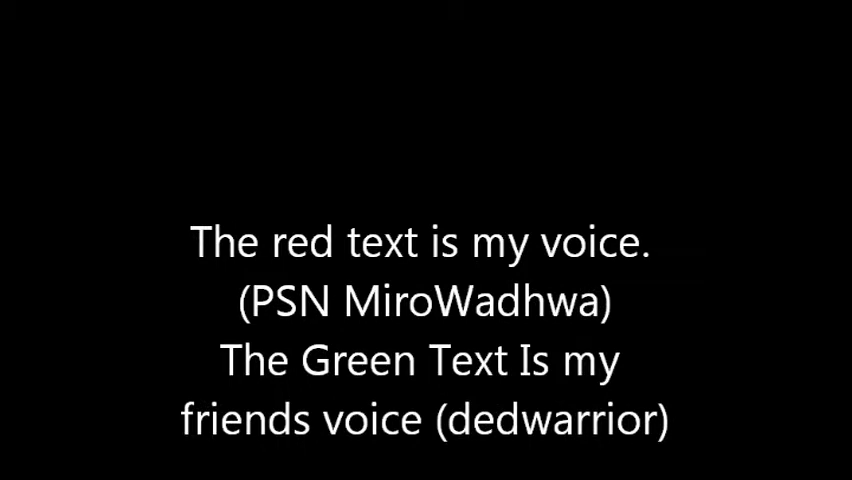 The red text is my voice.
(PSN MiroWadhwa)
The Green Text Is my
friends voice (dedwarrior)